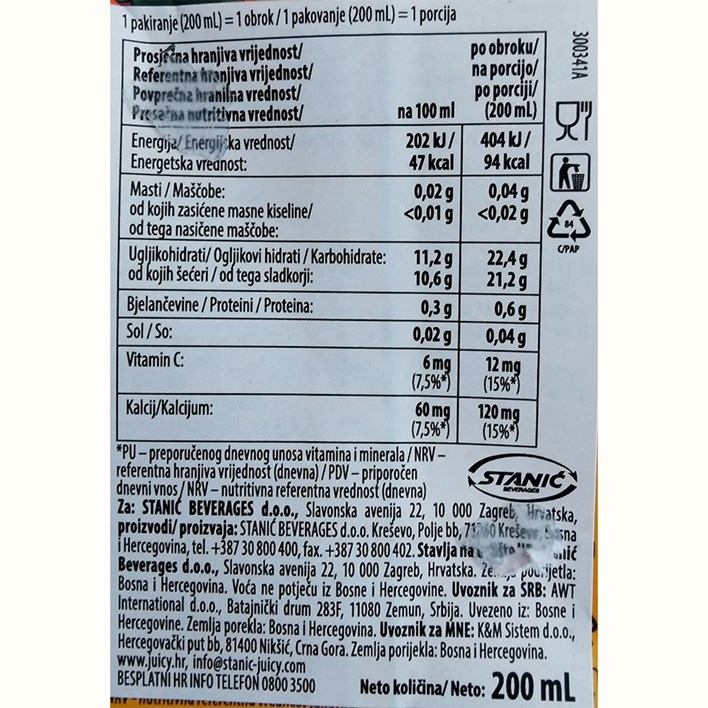 1 pakiranje (200 mL) = 1 obrok / 1 pakovanje (200 mL) = 1 porcija
Prosječna hranjiva vrijednost/
Referentna hranjiva vrijednost/
Povprečna hranilna vrednost/
Prosečna nutritivna vrednost/
na 100 ml
po obroku/
na porcijo/
po porciji/
(200 mL)
Energija/ Energijska vrednost/
Energetska vrednost:
202 kJ /
47 kcal
404 kJ /
94 kcal
Masti / Maščobe:
od kojih zasićene masne kiseline/
od tega nasičene maščobe:
0,02 g
<0,01 g
0,04 g
<0,02 g
Ugljikohidrati/ Ogljikovi hidrati / Karbohidrate:
od kojih šećeri / od tega sladkorji:
11,2 g
10,6 g
22,4 g
21,2 g
Bjelančevine / Proteini / Proteina:
0,3 g
0,6 g
Sol / So:
0,02 g
0,04 g
Vitamin C:
6 mg
(7,5%*)
12 mg
(15%*)
Kalcij/Kalcijum:
60 mg
(7,5%*)
120 mg
(15%*)
300341A
84
C/PAP
*PU – preporučenog dnevnog unosa vitamina i minerala / NRV –
referentna hranjiva vrijednost (dnevna) / PDV – priporočen
dnevni vnos / NRV – nutritivna referentna vrednost (dnevna)
STANIĆ
BEVERAGES
Za: STANIĆ BEVERAGES d.o.o., Slavonska avenija 22, 10 000 Zagreb, Hrvatska,
proizvodi/ proizvaja: STANIĆ BEVERAGES d.o.o. Kreševo, Polje bb, Kreševo, Bosna
i Hercegovina, tel. +387 30 800 400, fax. +387 30 800 402. Stavlja na
Beverages d.o.o., Slavonska avenija 22, 10 000 Zagreb, Hrvatska.
Bosna i Hercegovina. Voća ne potječu iz Bosne i Hercegovine. Uvoznik za SRB: AWT
International d.o.o., Batajnički drum 283F, 11080 Zemun, Srbija. Uvezeno iz: Bosne i
Hercegovine. Zemlja porekla: Bosna i Hercegovina. Uvoznik za MNE: K&M Sistem d.o.o.,
Hercegovački put bb, 81400 Nikšić, Crna Gora. Zemlja porijekla: Bosna i Hercegovina.
www.juicy.hr, info@stanic-juicy.com
BESPLATNI HR INFO TELEFON 0800 3500
Neto količina/ Neto: 200 mL